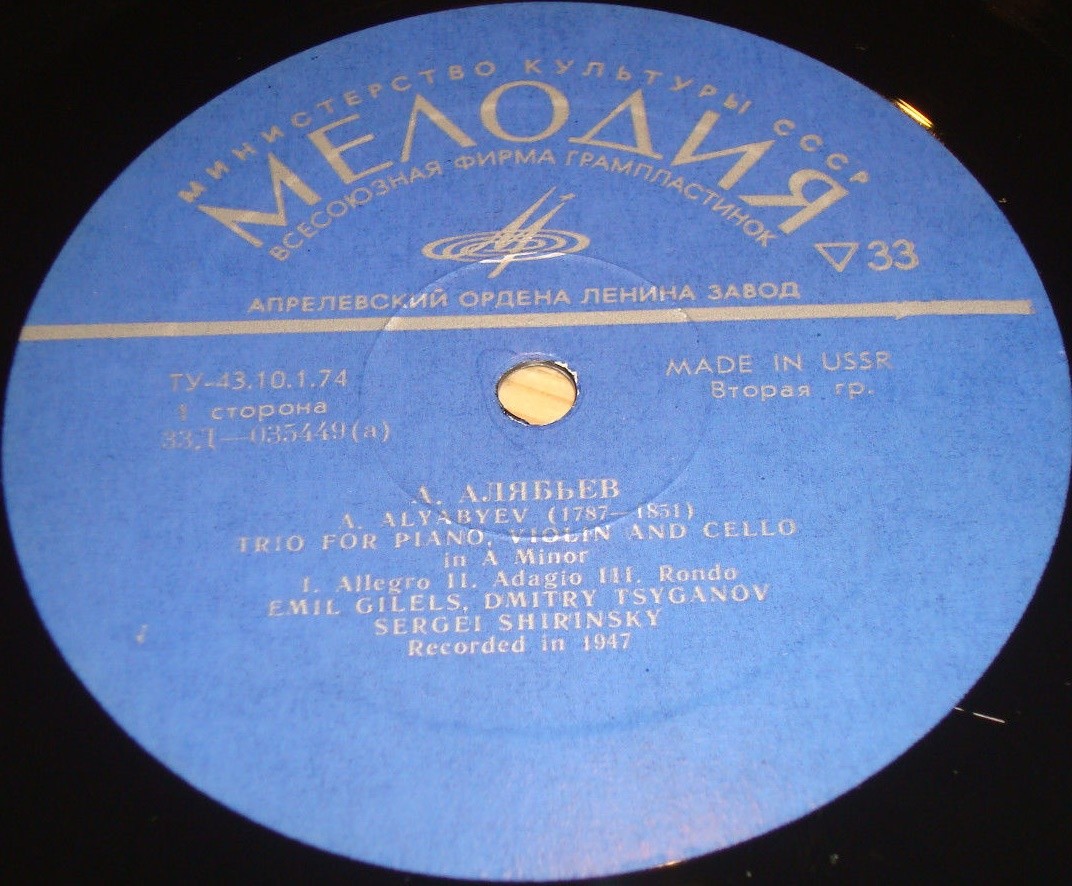 МИНИСТЕРСТВО КУЛЬТУРЫ СССР
МЕЛОДИЯ
ВСЕСОЮЗНАЯ ФИРМА ГРАМПЛАСТИНОК
33
АПРЕЛЕВСКИЙ ОРДЕНА ЛЕНИНА ЗАВОД
ТУ-43.10.1.74
1 сторона
33Д—035449(а)
MADE IN USSR
Вторая гр.
А. АЛЯБЬЕВ
A. ALYABYEV (1787—1851)
TRIO FOR PIANO, VIOLIN AND CELLO
in A Minor
I. Allegro II. Adagio III. Rondo
EMIL GILELS, DMITRY TSYGANOV
SERGEI SHIRINSKY
Recorded in 1947